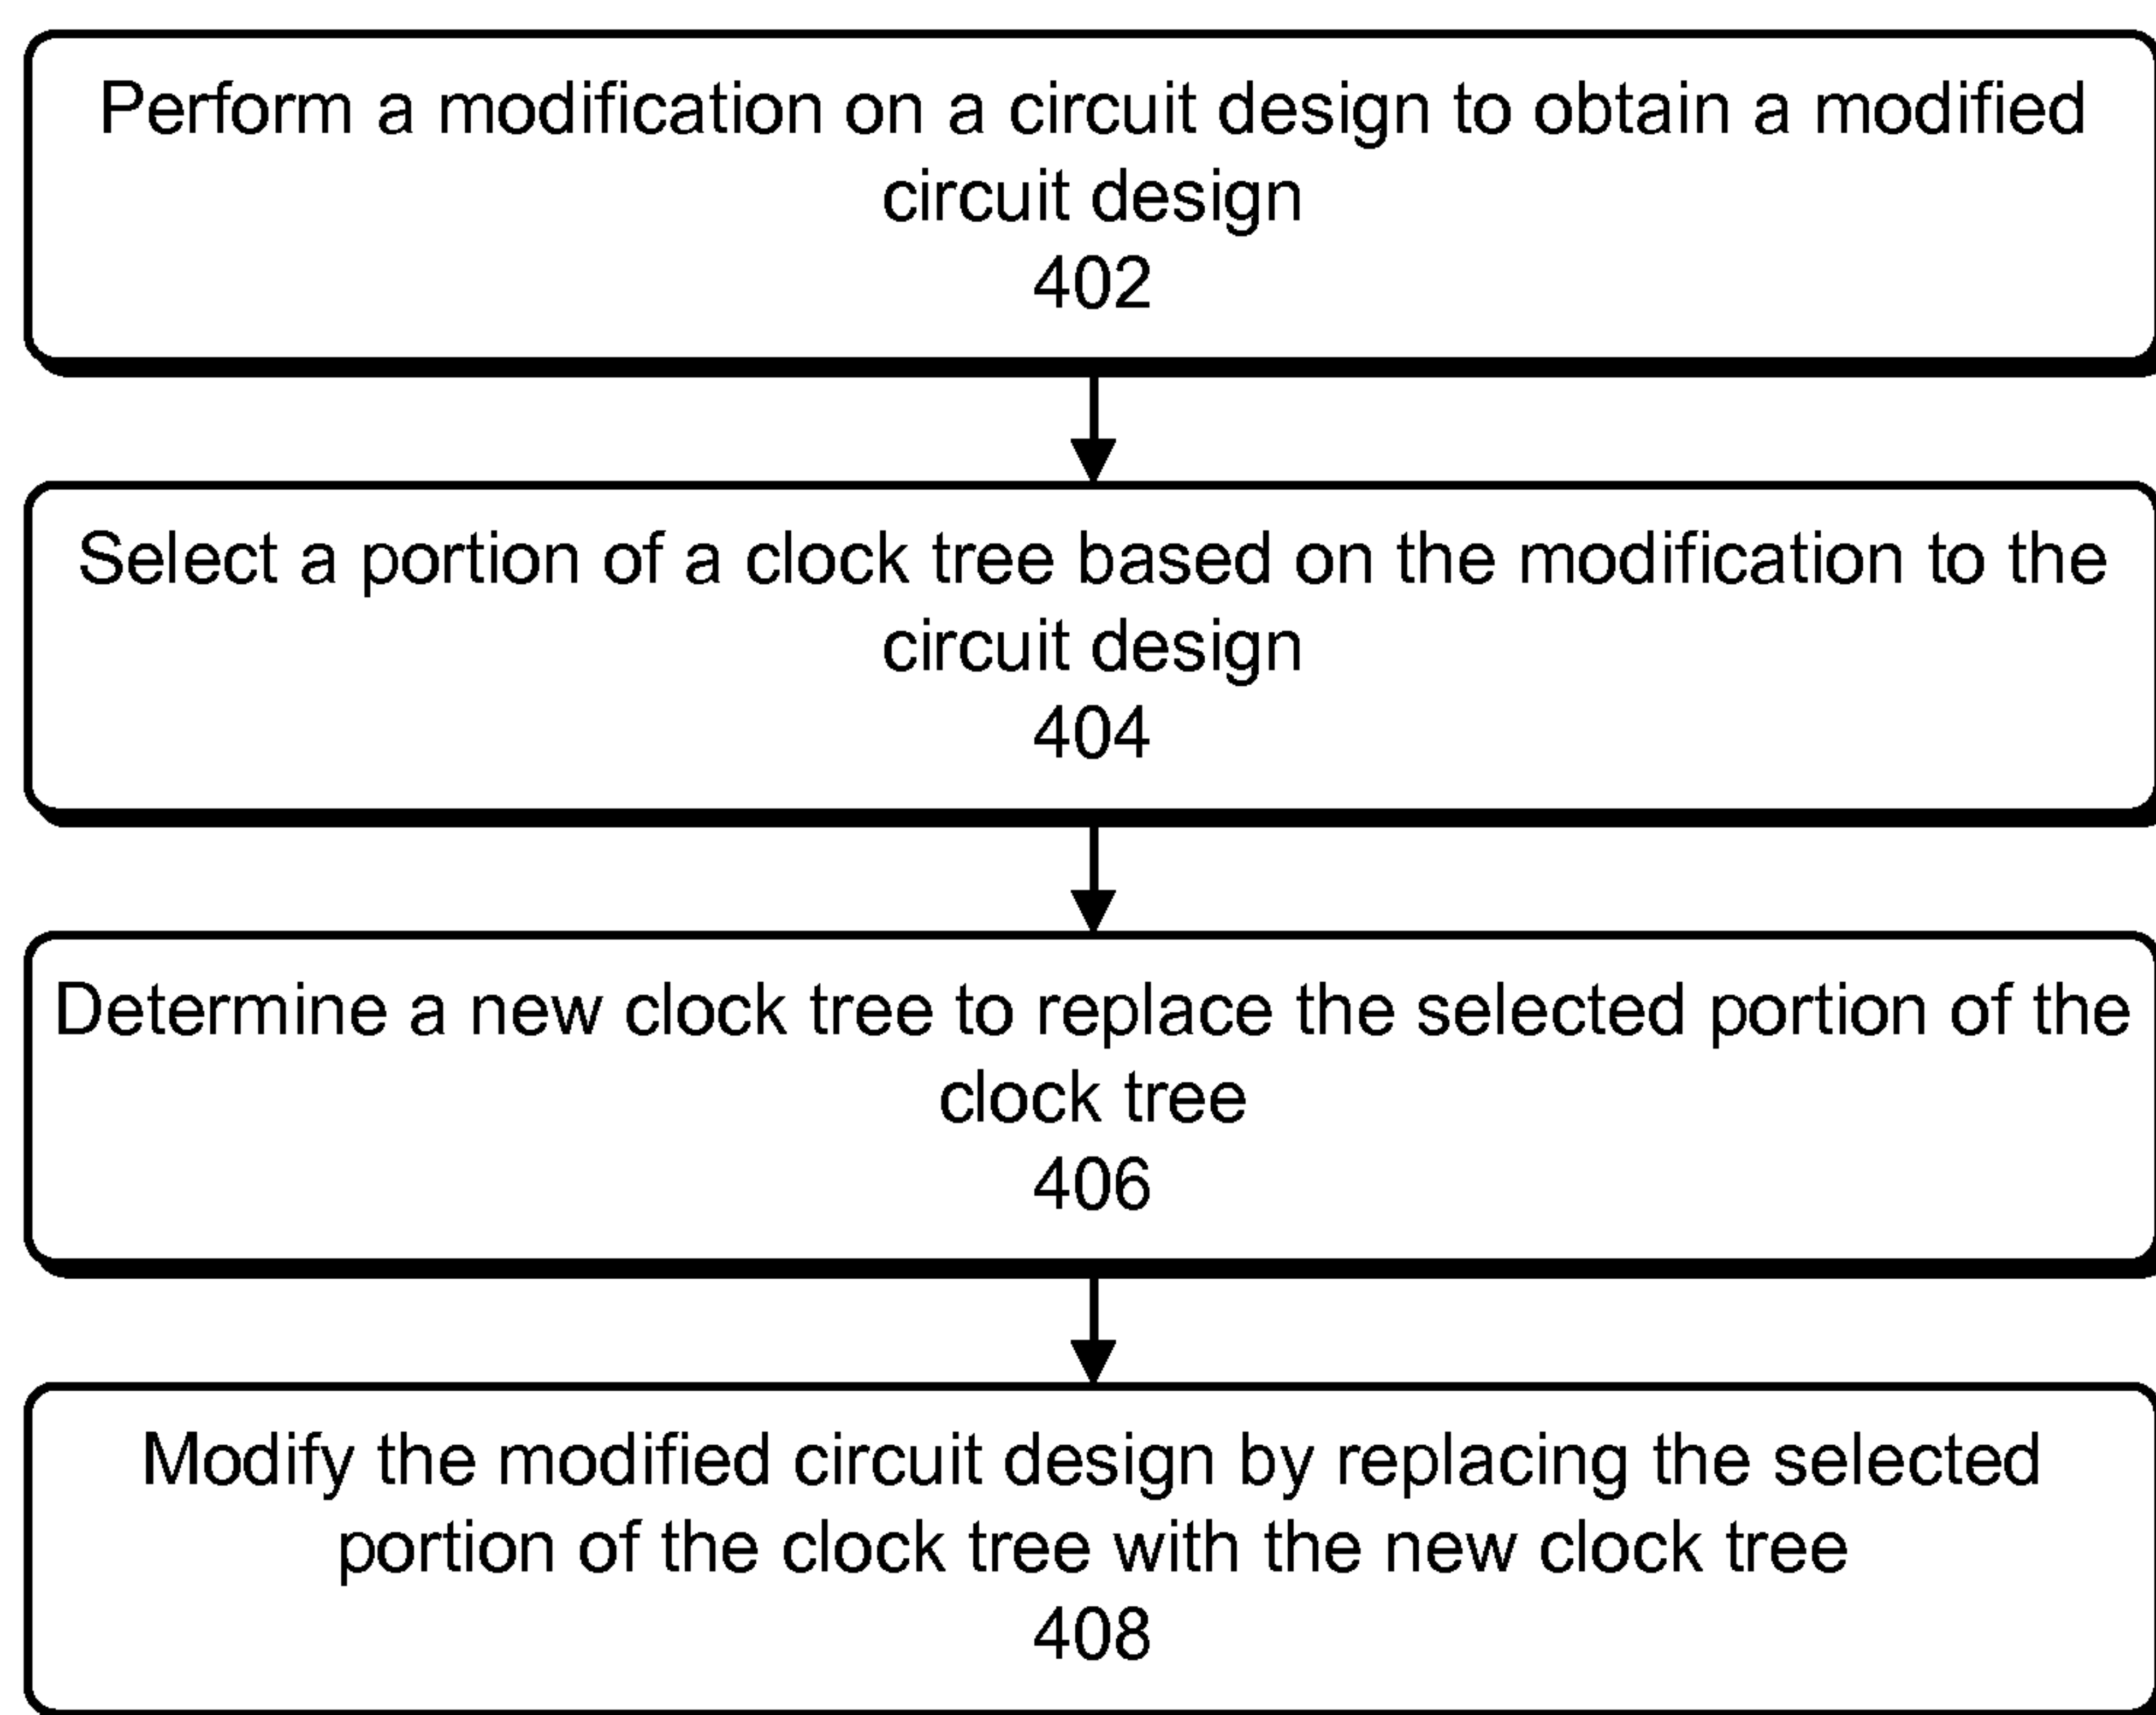 Perform a modification on a circuit design to obtain a modified
circuit design
402
Select a portion of a clock tree based on the modification to the
circuit design
404
Determine a new clock tree to replace the selected portion of the
clock tree
406
Modify the modified circuit design by replacing the selected
portion of the clock tree with the new clock tree
408